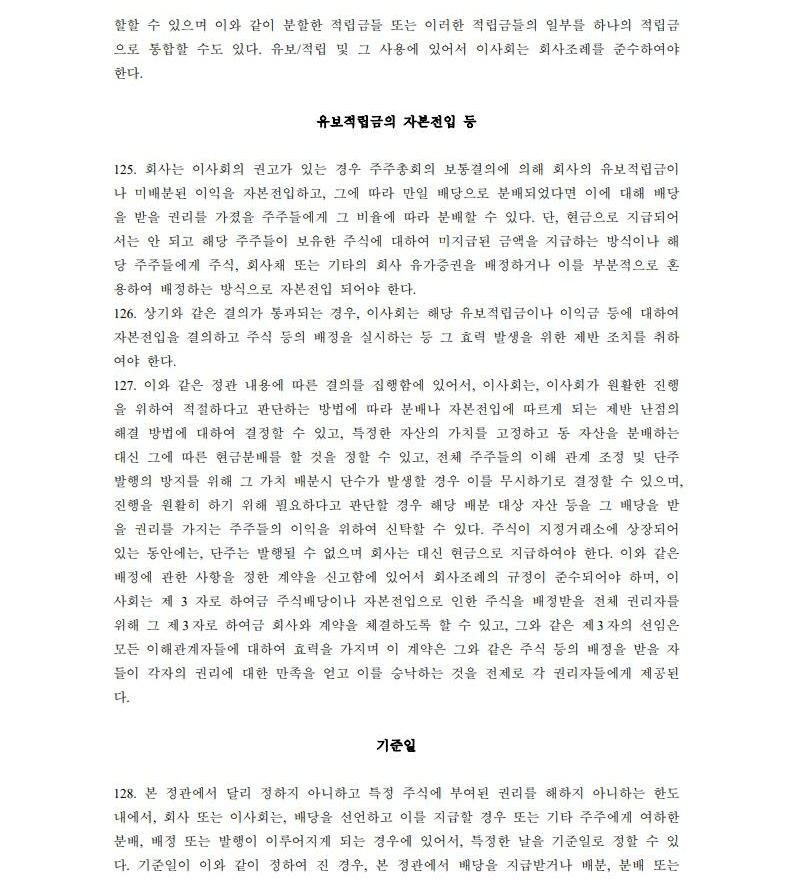 할할 수 있으며 이와 같이 분할한 적립금들 또는 이러한 적립금들의 일부를 하나의 적립금
으로 통합할 수도 있다. 유보/적립 및 그 사용에 있어서 이사회는 회사조례를 준수하여야
한다.
유보적립금의 자본전입 등
125. 회사는 이사회의 권고가 있는 경우 주주총회의 보통결의에 의해 회사의 유보적립금이
나 미배분된 이익을 자본전입하고, 그에 따라 만일 배당으로 분배되었다면 이에 대해 배당
을 받을 권리를 가졌을 주주들에게 그 비율에 따라 분배할 수 있다. 단, 현금으로 지급되어
서는 안 되고 해당 주주들이 보유한 주식에 대하여 미지급된 금액을 지급하는 방식이나 해
당 주주들에게 주식, 회사채 또는 기타의 회사 유가증권을 배정하거나 이를 부분적으로 혼
용하여 배정하는 방식으로 자본전입 되어야 한다.
126. 상기와 같은 결의가 통과되는 경우, 이사회는 해당 유보적립금이나 이익금 등에 대하여
자본전입을 결의하고 주식 등의 배정을 실시하는 등 그 효력 발생을 위한 제반 조치를 취하
여야 한다.
127. 이와 같은 정관 내용에 따른 결의를 집행함에 있어서, 이사회는, 이사회가 원활한 진행
을 위하여 적절하다고 판단하는 방법에 따라 분배나 자본전입에 따르게 되는 제반 난점의
해결 방법에 대하여 결정할 수 있고, 특정한 자산의 가치를 고정하고 동 자산을 분배하는
대신 그에 따른 현금분배를 할 것을 정할 수 있고, 전체 주주들의 이해 관계 조정 및 단주
발행의 방지를 위해 그 가치 배분시 단수가 발생할 경우 이를 무시하기로 결정할 수 있으며,
진행을 원활히 하기 위해 필요하다고 판단할 경우 해당 배분 대상 자산 등을 그 배당을 받
을 권리를 가지는 주주들의 이익을 위하여 신탁할 수 있다. 주식이 지정거래소에 상장되어
있는 동안에는, 단주는 발행될 수 없으며 회사는 대신 현금으로 지급하여야 한다. 이와 같은
배정에 관한 사항을 정한 계약을 신고함에 있어서 회사조례의 규정이 준수되어야 하며, 이
사회는 제 3 자로 하여금 주식배당이나 자본전입으로 인한 주식을 배정받을 전체 권리자를
위해 그 제3자로 하여금 회사와 계약을 체결하도록 할 수 있고, 그와 같은 제3자의 선임은
모든 이해관계자들에 대하여 효력을 가지며 이 계약은 그와 같은 주식 등의 배정을 받을 자
들이 각자의 권리에 대한 만족을 얻고 이를 승낙하는 것을 전제로 각 권리자들에게 제공된
다.
기준일
128. 본 정관에서 달리 정하지 아니하고 특정 주식에 부여된 권리를 해하지 아니하는 한도
내에서, 회사 또는 이사회는, 배당을 선언하고 이를 지급할 경우 또는 기타 주주에게 여하한
분배, 배정 또는 발행이 이루어지게 되는 경우에 있어서, 특정한 날을 기준일로 정할 수 있
다. 기준일이 이와 같이 정하여 진 경우, 본 정관에서 배당을 지급받거나 배분, 분배 또는